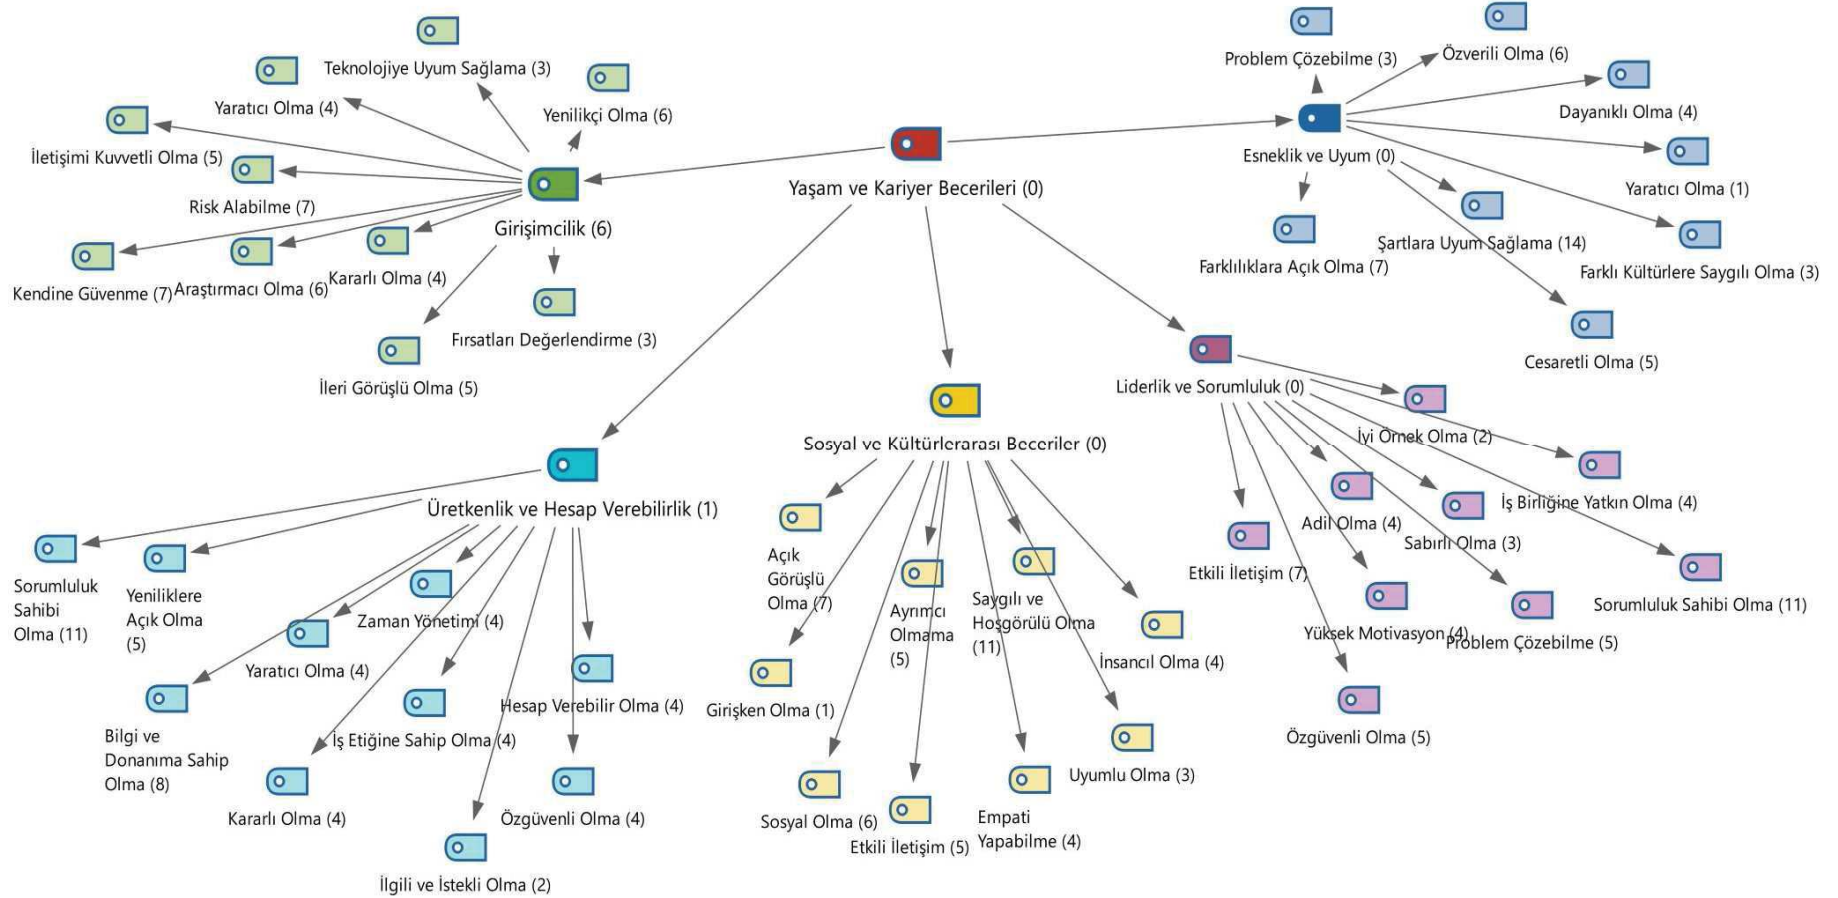 Teknolojiye Uyum Sağlama (3)
Yaratıcı Olma (4)
Yenilikçi Olma (6)
İletişimi Kuvvetli Olma (5)
Risk Alabilme (7)
Girişimcilik (6)
Kendine Güvenme (7)
Araştırmacı Olma (6)
Kararlı Olma (4)
Fırsatları Değerlendirme (3)
İleri Görüşlü Olma (5)
Yaşam ve Kariyer Becerileri (0)
Problem Çözebilme (3)
Özverili Olma (6)
Dayanıklı Olma (4)
Esneklik ve Uyum (0)
Yaratıcı Olma (1)
Şartlara Uyum Sağlama (14)
Farklılıklara Açık Olma (7)
Farklı Kültürlere Saygılı Olma (3)
Cesaretli Olma (5)
Liderlik ve Sorumluluk (0)
İyi Örnek Olma (2)
İş Birliğine Yatkın Olma (4)
Adil Olma (4)
Sabırlı Olma (3)
Etkili İletişim (7)
Sorumluluk Sahibi Olma (11)
Yüksek Motivasyon (4)
Problem Çözebilme (5)
Özgüvenli Olma (5)
Sosyal ve Kültürlerarası Beceriler (0)
Açık
Görüşlü
Olma (7)
Ayrımcı
Olmama
(5)
Saygılı ve
Hoşgörülü Olma
(11)
İnsancıl Olma (4)
Girişken Olma (1)
Uyumlu Olma (3)
Sosyal Olma (6)
Etkili İletişim (5)
Empati
Yapabilme (4)
Üretkenlik ve Hesap Verebilirlik (1)
Sorumluluk
Sahibi
Olma (11)
Yeniliklere
Açık Olma
(5)
Zaman Yönetimi (4)
Yaratıcı Olma (4)
Hesap Verebilir Olma (4)
İş Etiğine Sahip Olma (4)
Bilgi ve
Donanıma Sahip
Olma (8)
Kararlı Olma (4)
Özgüvenli Olma (4)
İlgili ve İstekli Olma (2)